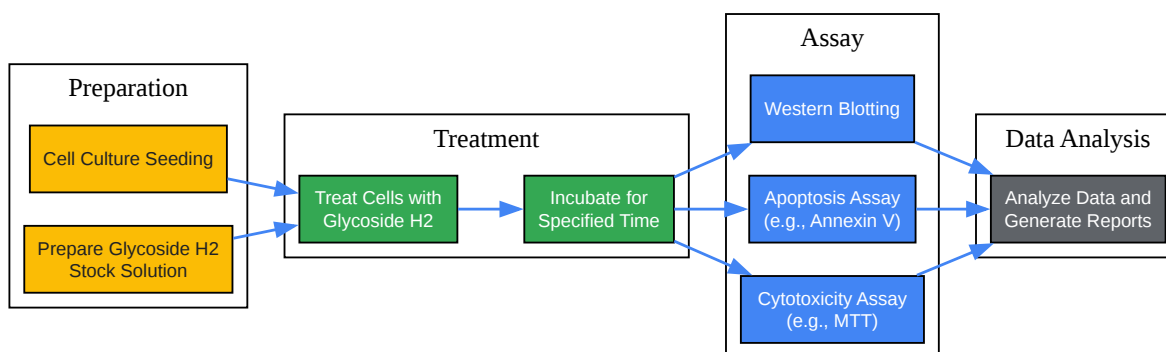 Preparation
Cell Culture Seeding
Prepare Glycoside H2
Stock Solution
Treatment
Treat Cells with
Glycoside H2
Incubate for
Specified Time
Assay
Western Blotting
Apoptosis Assay
(e.g., Annexin V)
Cytotoxicity Assay
(e.g., MTT)
Data Analysis
Analyze Data and
Generate Reports